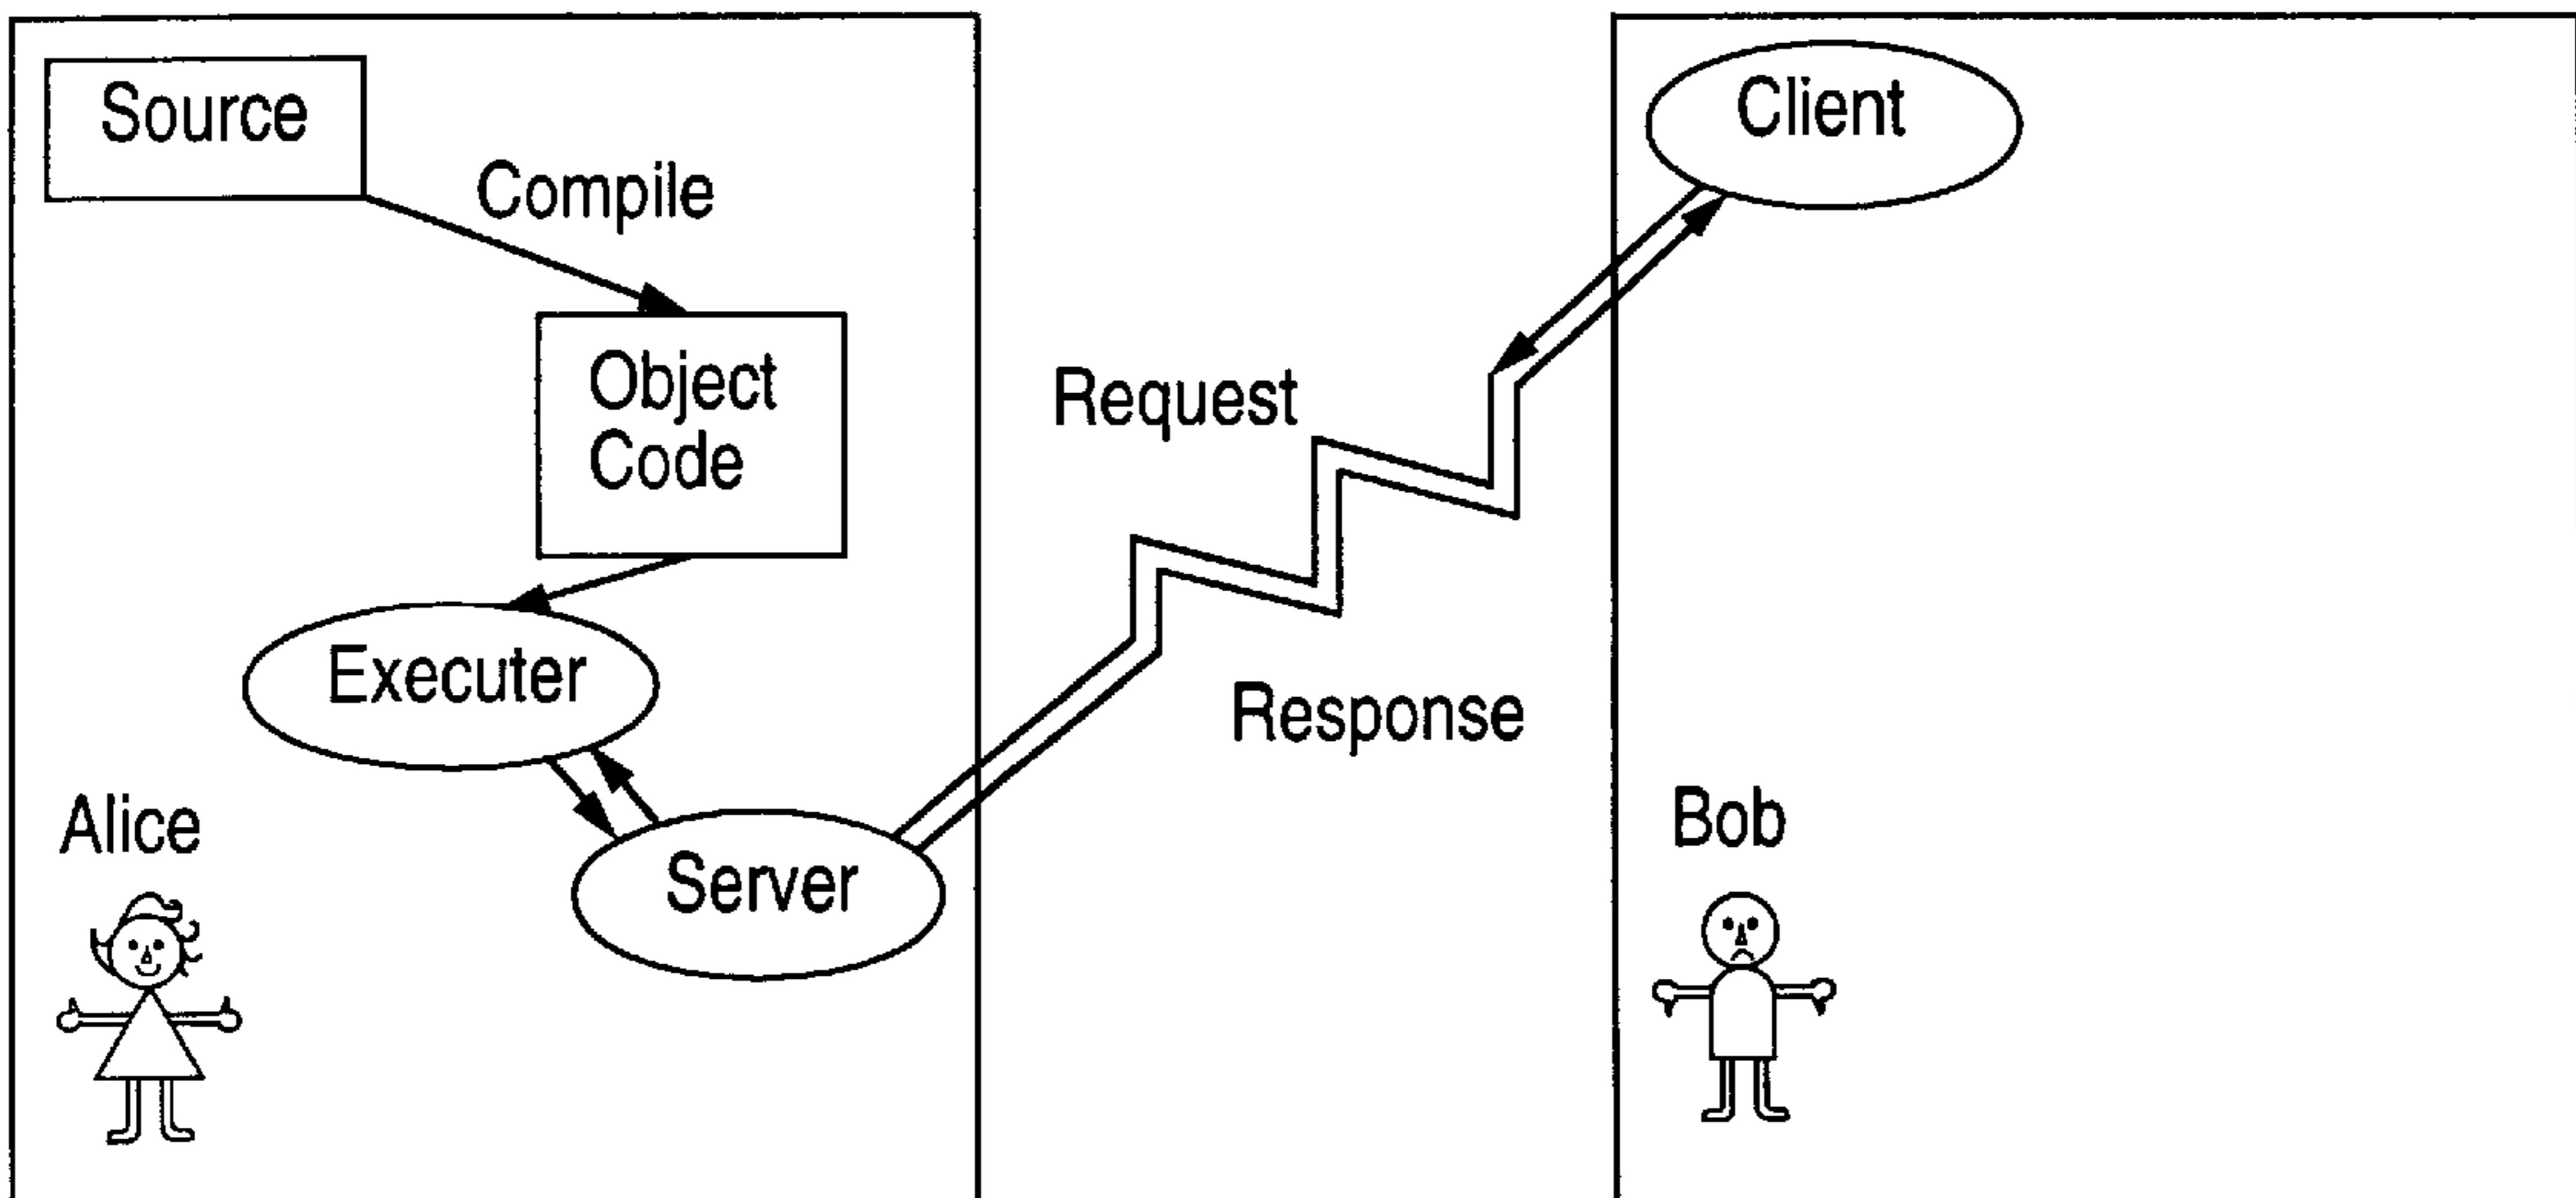 Source
Compile
Object
Code
Executer
Server
Alice
Request
Response
Client
Bob